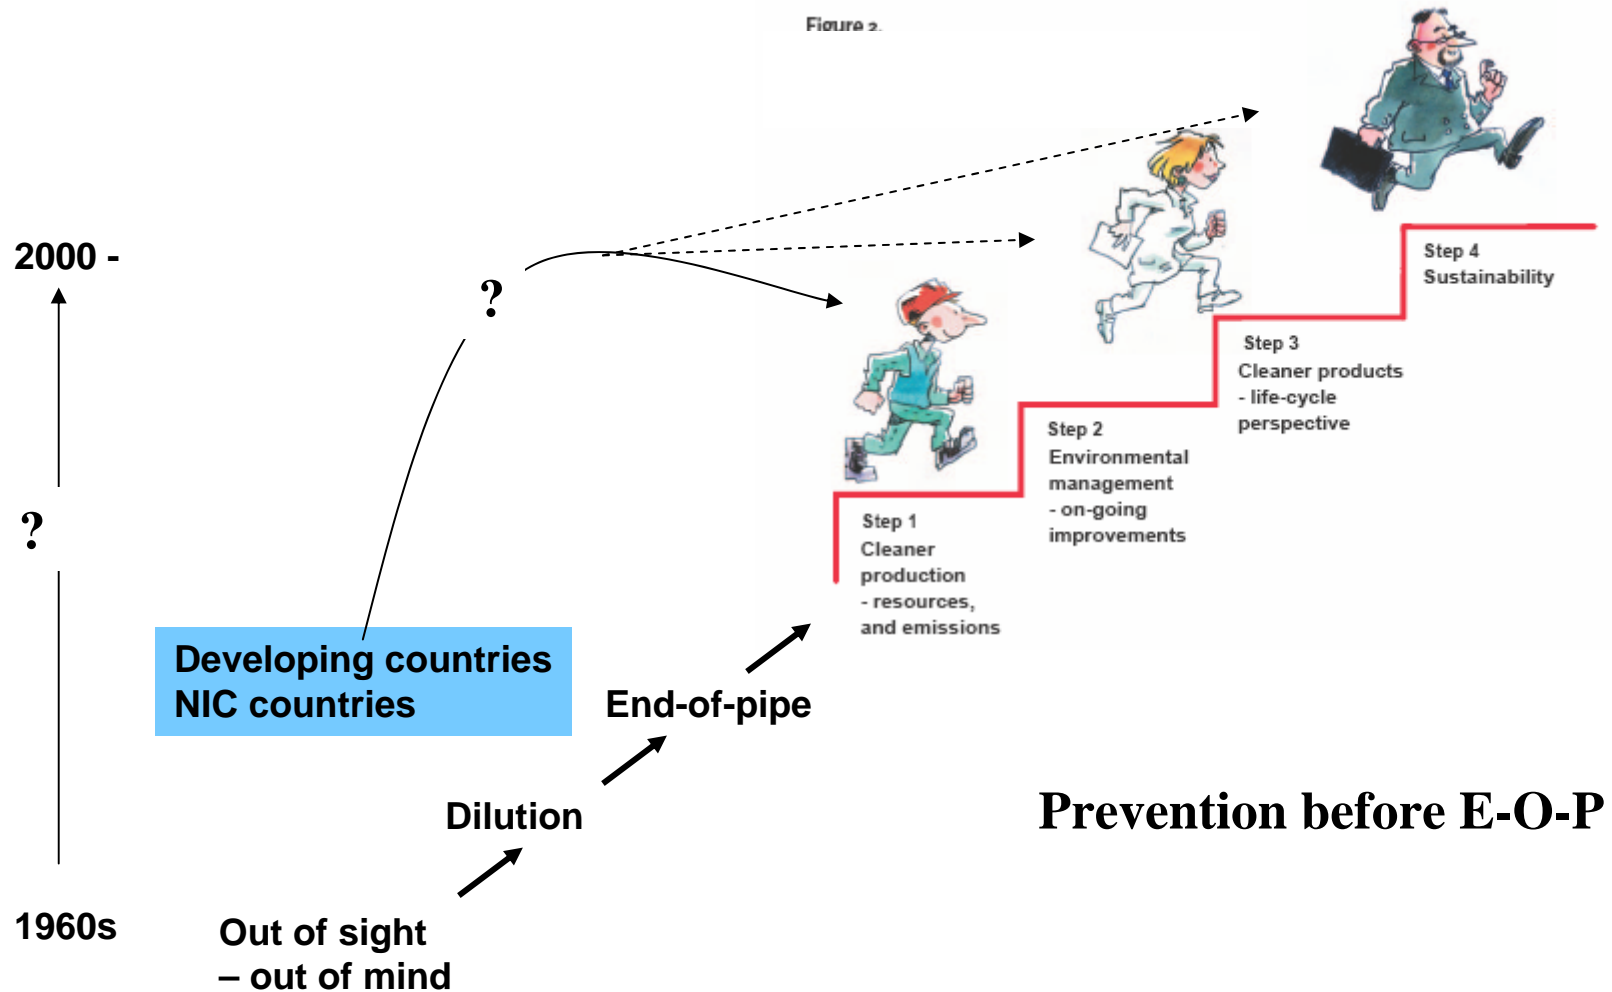 Figure 2.
2000 -
?
?
Step 4
Sustainability
Step 3
Cleaner products
- life-cycle
perspective
Step 2
Environmental
management
- on-going
improvements
Step 1
Cleaner
production
- resources,
and emissions
Developing countries
NIC countries
End-of-pipe
Dilution
Prevention before E-O-P
1960s
Out of sight
– out of mind